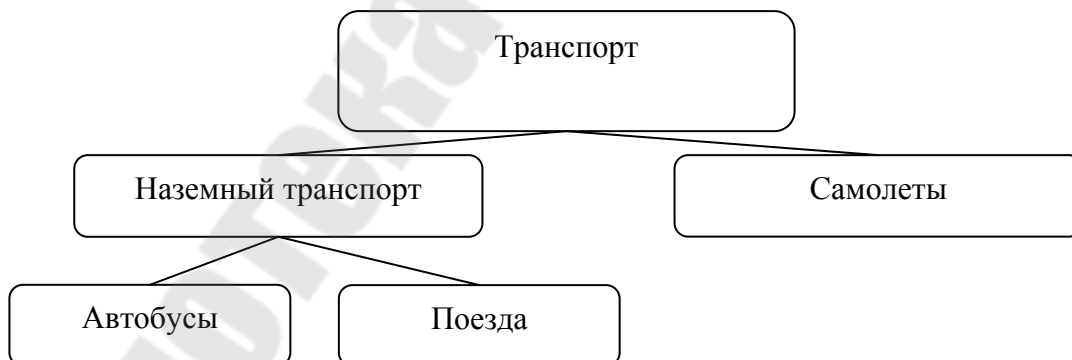 Транспорт
Наземный транспорт
Самолеты
Автобусы
Поезда